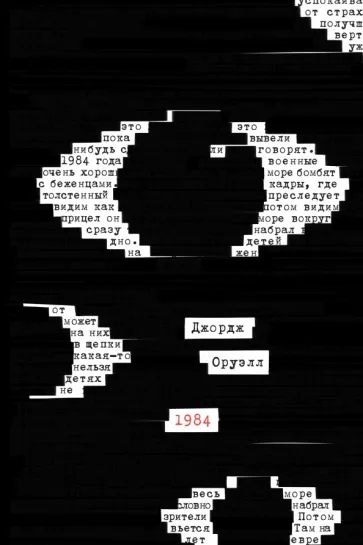 успокаива
от страх
получш
верт
уж
это это
пока вывели
нибудь с ли говорят.
1984 года военные
очень хорош море бомбят
с беженцами. кадры, где
толстенный преследует
видим как потом видим
прицел он море вокруг
сразу набрал в
дно. детей
на жен
от
может
на них
в щепки
какая-то
нельзя
детях
не
Джордж
Оруэлл
1984
весь море
словно набрал
зрители Потом
вьется Там на
лет евре